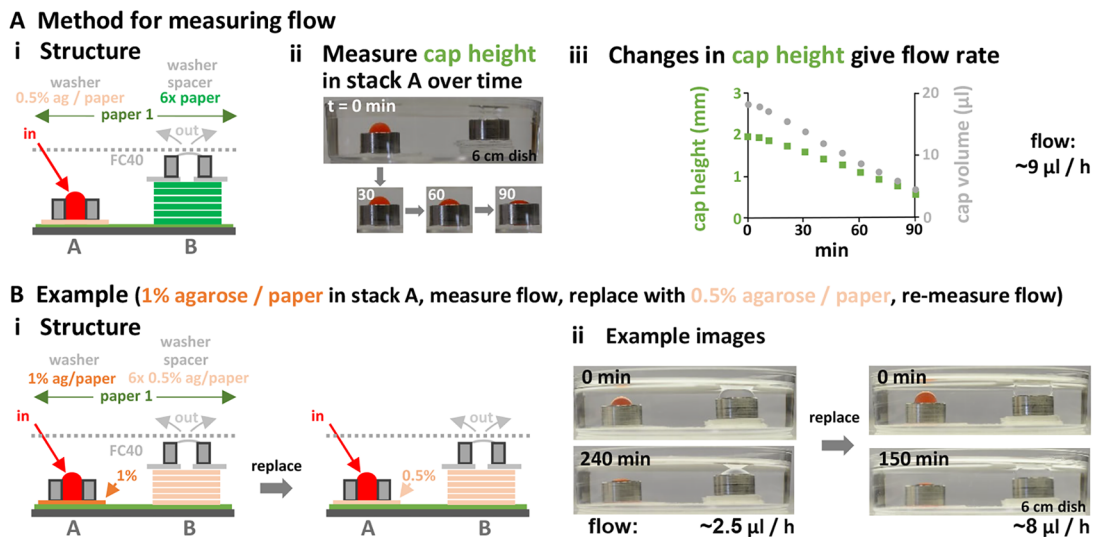 A Method for measuring flow
i Structure
washer
0.5% ag / paper
washer
spacer
6x paper
paper 1
in
out
FC40
A
B
ii Measure cap height
in stack A over time
t = 0 min
6 cm dish
30
60
90
iii Changes in cap height give flow rate
cap height (mm)
3
2
1
0
0
30
60
90
min
20
10
0
cap volume (µl)
flow:
~9 µl / h
B Example (1% agarose / paper in stack A, measure flow, replace with 0.5% agarose / paper, re-measure flow)
i Structure
washer
1% ag/paper
washer
spacer
6x 0.5% ag/paper
paper 1
in
out
FC40
1%
A
B
replace
in
out
0.5%
A
B
ii Example images
0 min
240 min
flow: ~2.5 µl / h
replace
0 min
150 min
6 cm dish
~8 µl / h